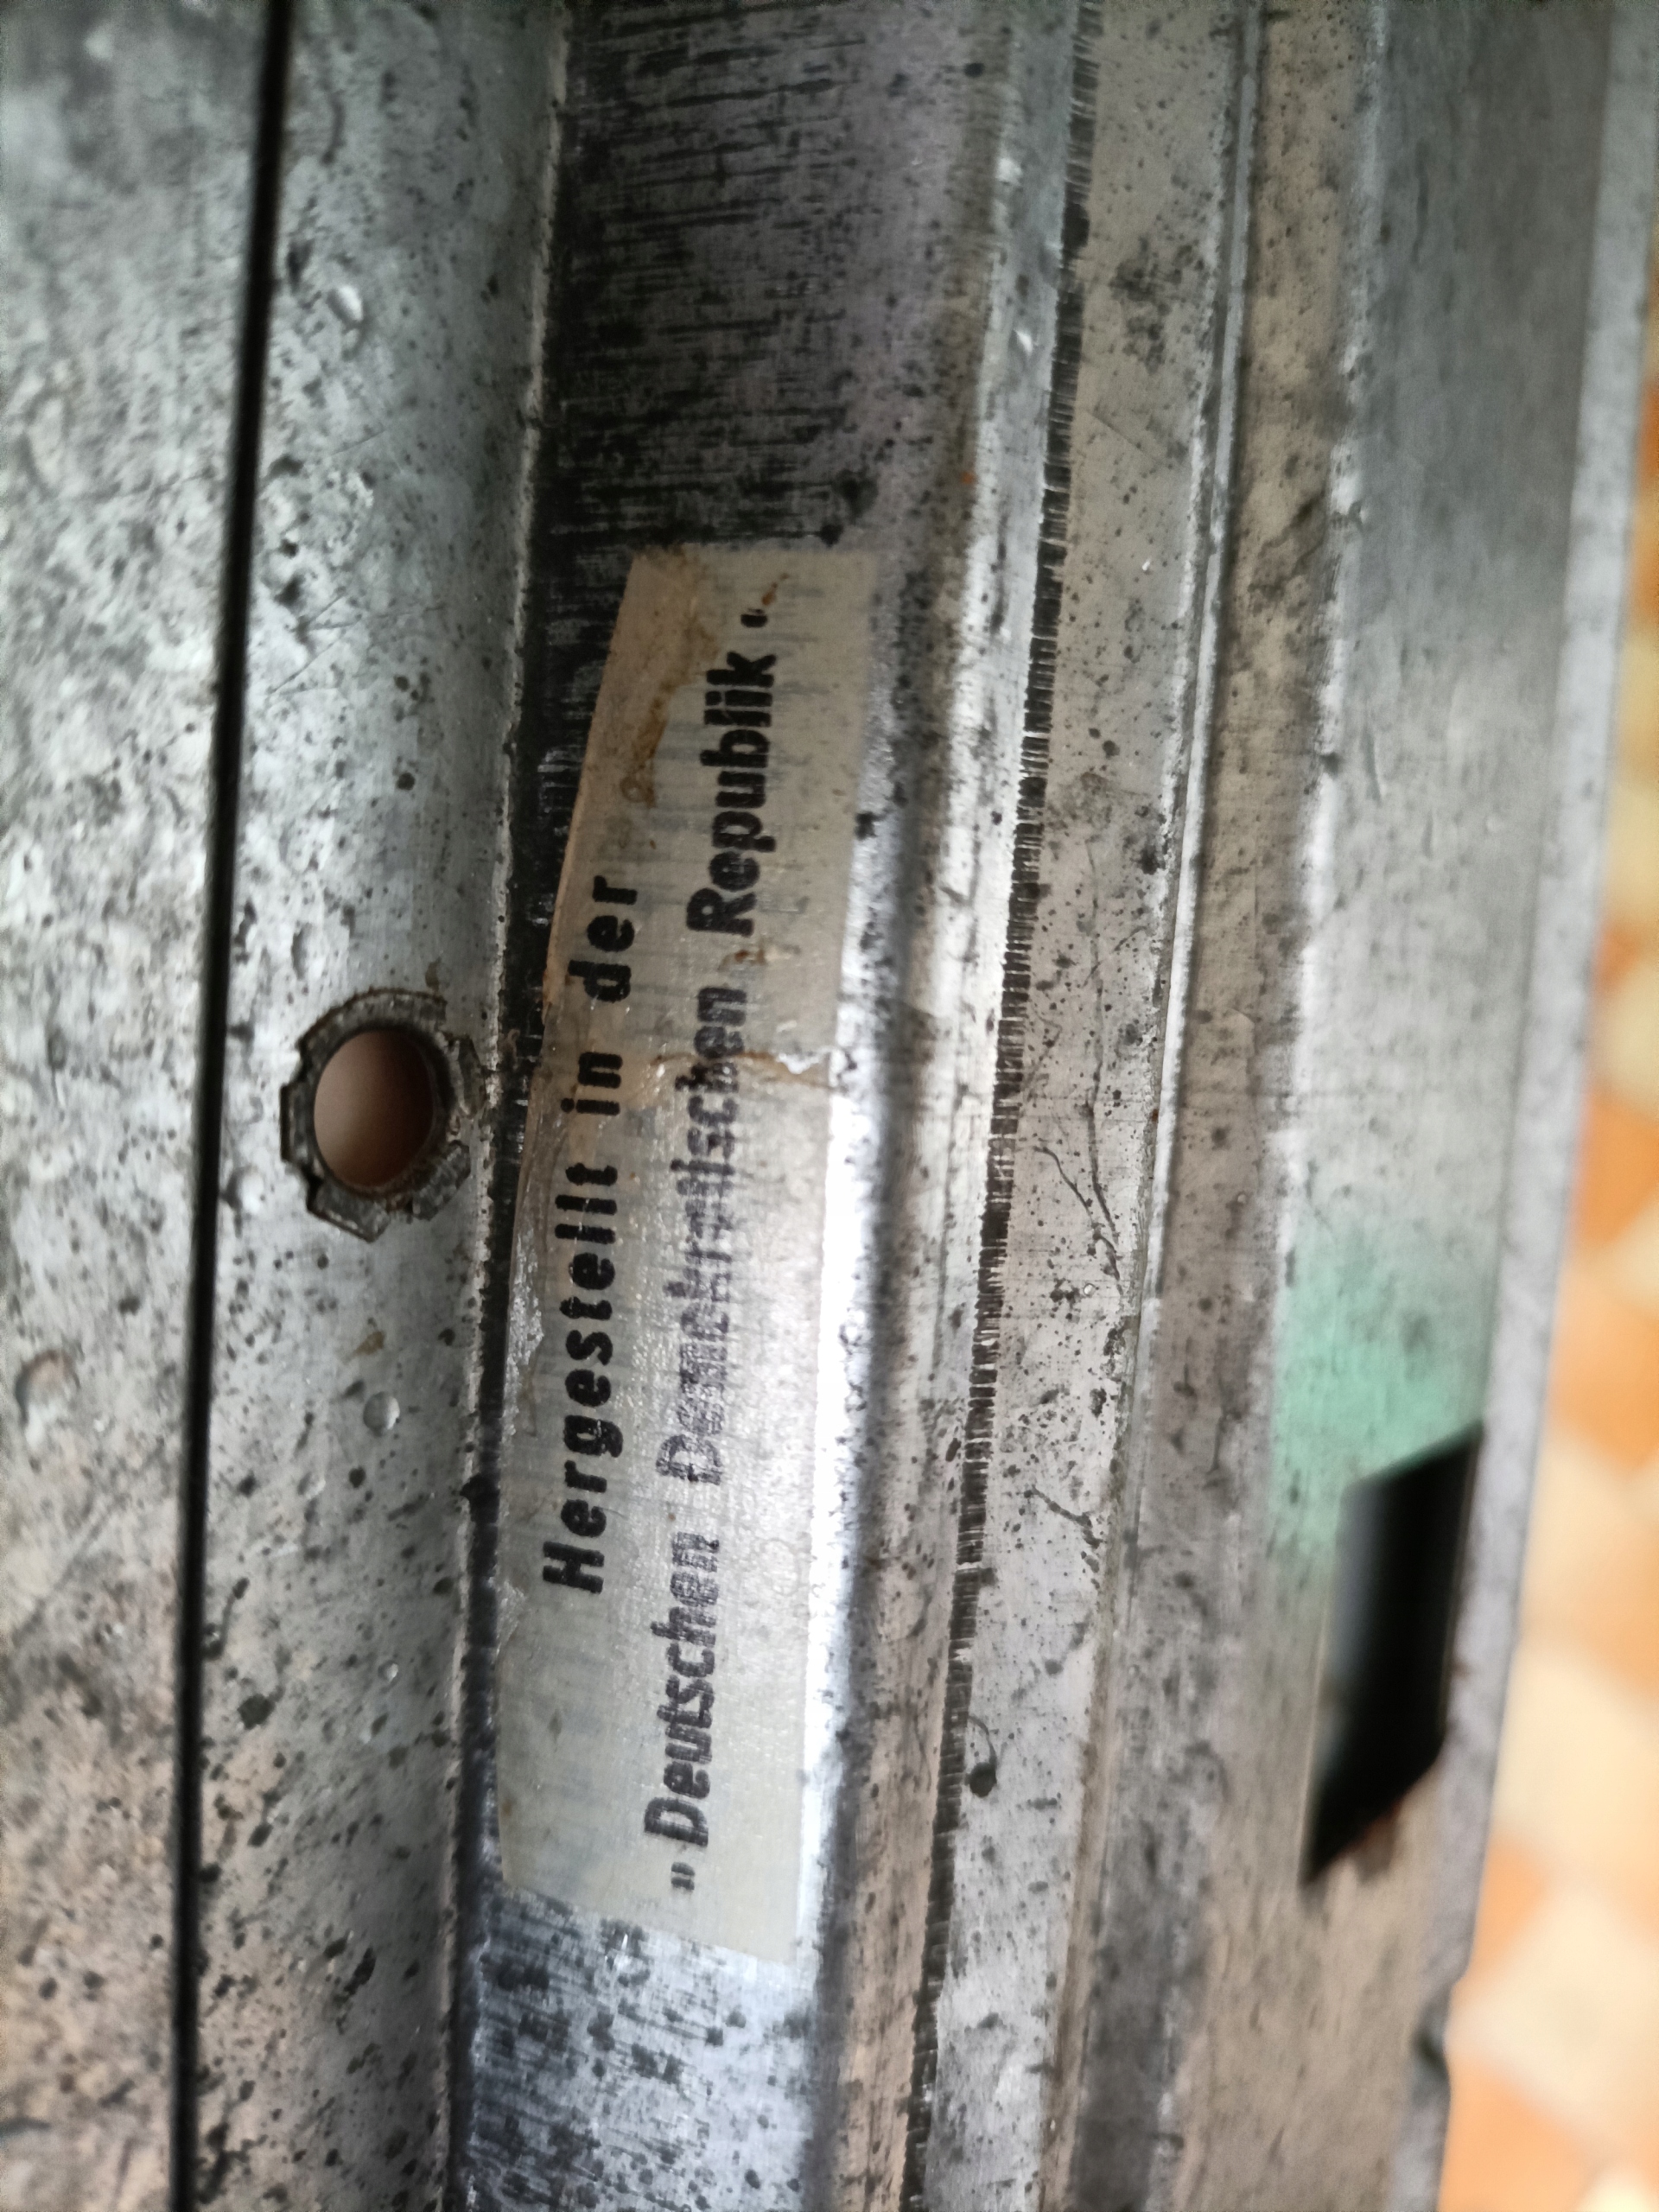 Hergestellt in der
„Deutschen Demokratischen Republik“